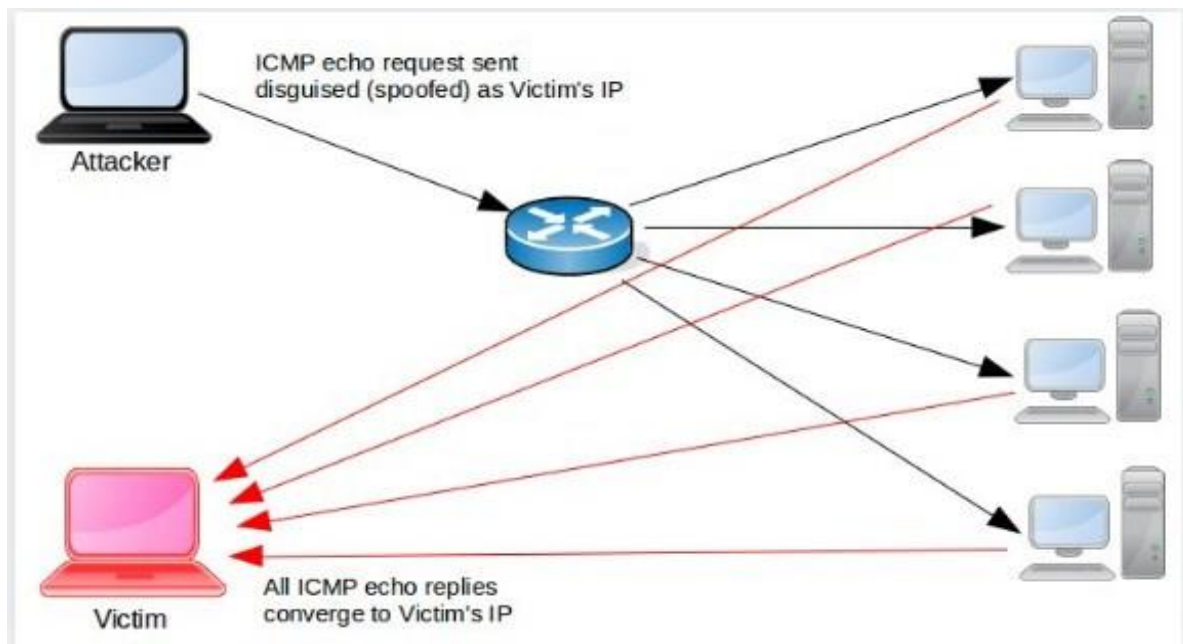 ICMP echo request sent
disguised (spoofed) as Victim's IP
Attacker
All ICMP echo replies
converge to Victim's IP
Victim